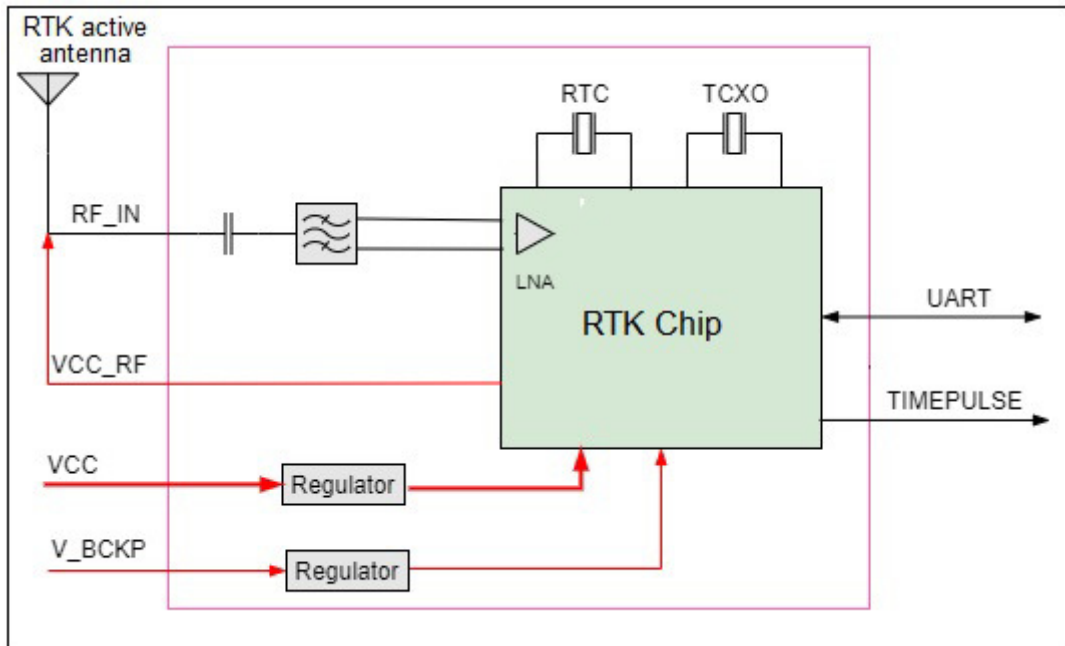 RTK active
antenna
RTC
TCXO
RF_IN
LNA
RTK Chip
UART
VCC_RF
TIMEPULSE
VCC
Regulator
V_BCKP
Regulator